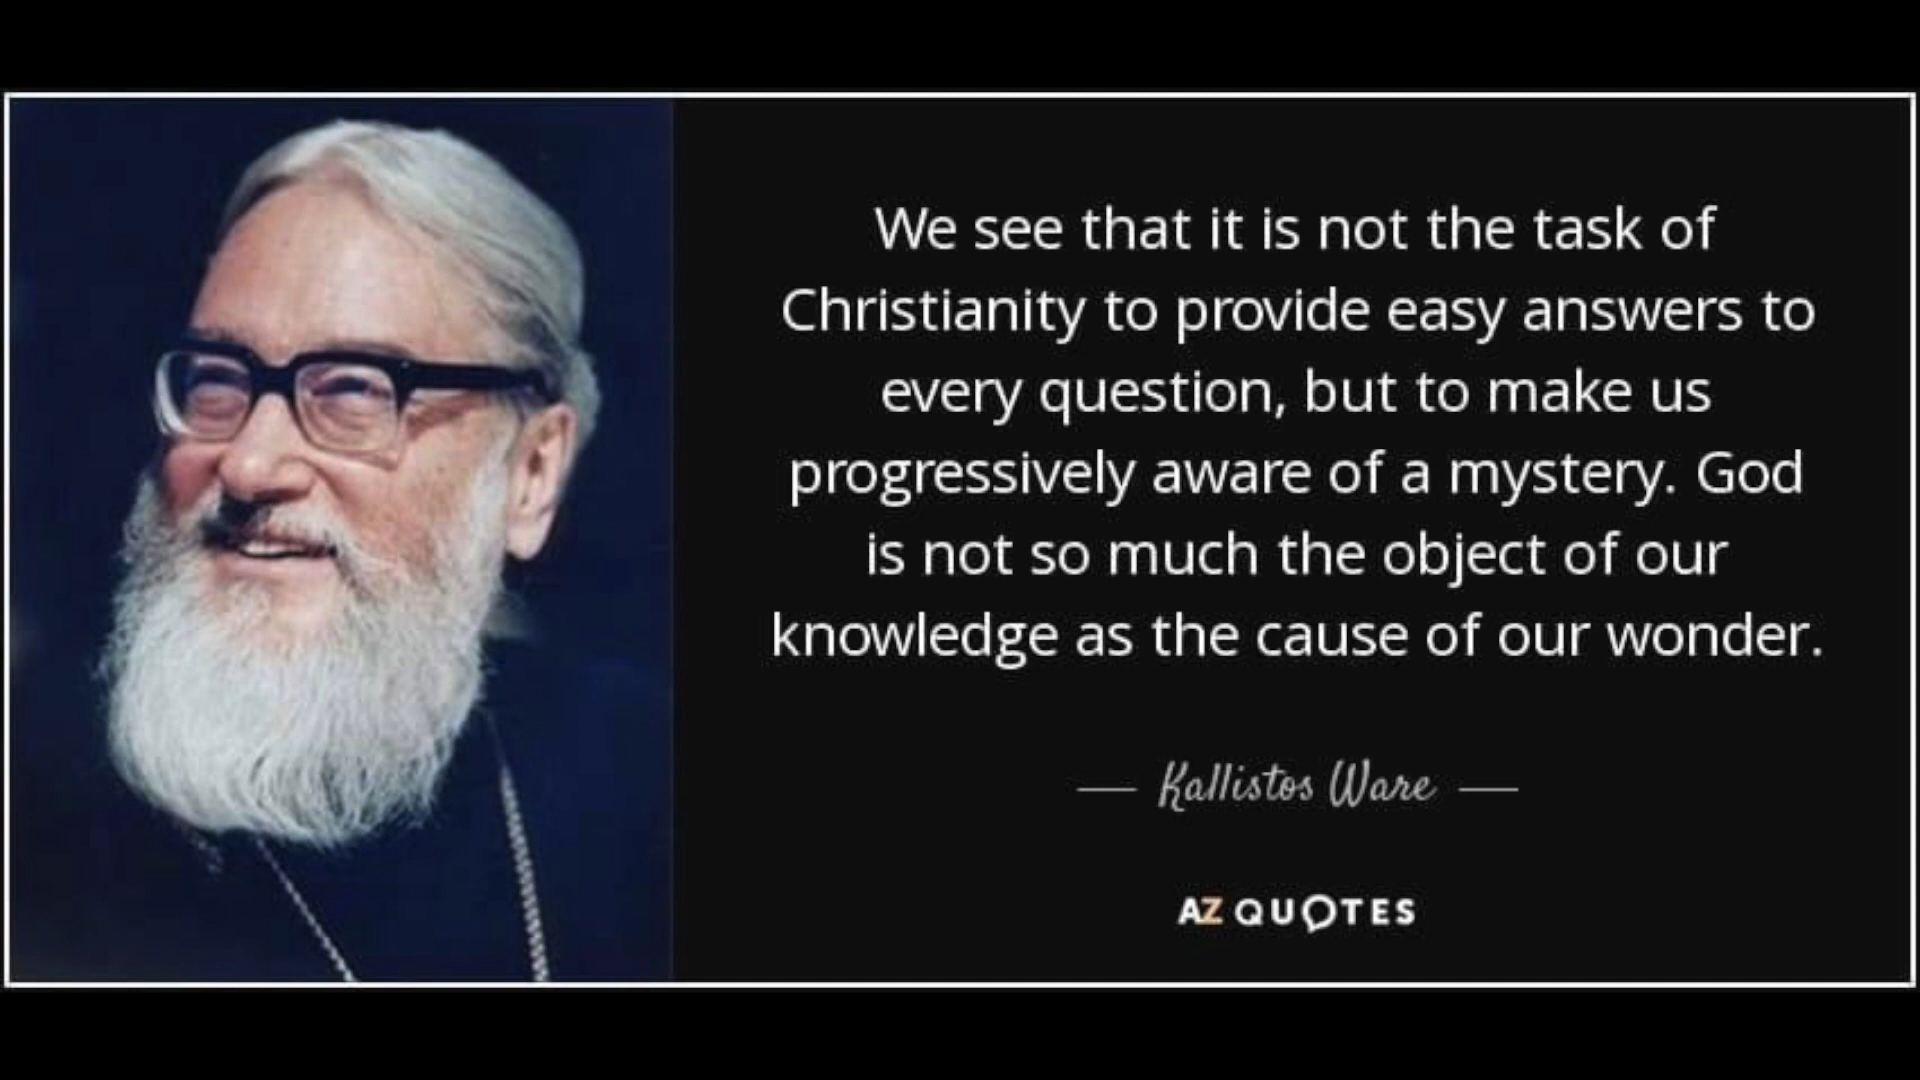 We see that it is not the task of
Christianity to provide easy answers to
every question, but to make us
progressively aware of a mystery. God
is not so much the object of our
knowledge as the cause of our wonder.
Kallistos Ware
AZ QUOTES